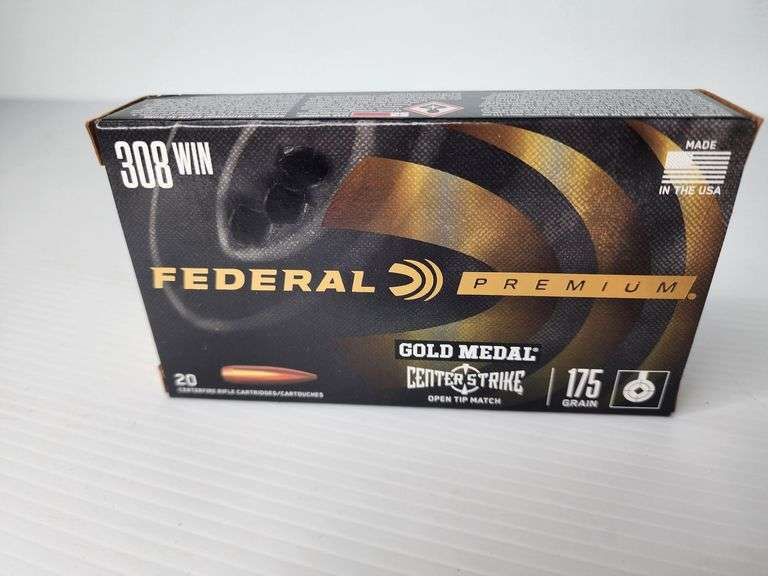 308 WIN
MADE
IN THE USA
FEDERAL PREMIUM®
GOLD MEDAL®
CENTER STRIKE
OPEN TIP MATCH
20
CENTERFIRE RIFLE CARTRIDGES/CARTOUCHES
175
GRAIN